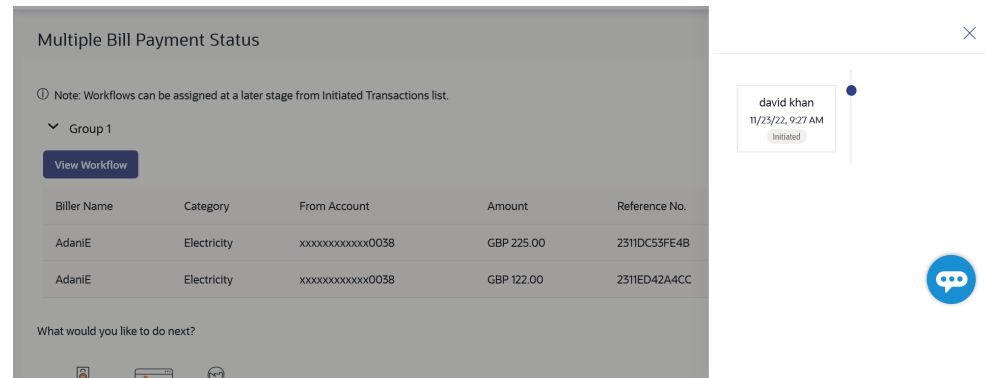 Multiple Bill Payment Status
Note: Workflows can be assigned at a later stage from Initiated Transactions list.
Group 1
View Workflow
Biller Name Category From Account Amount Reference No.
AdaniE Electricity xxxxxxxxxxxx0038 GBP 225.00 2311DC53FE4B
AdaniE Electricity xxxxxxxxxxxx0038 GBP 122.00 2311ED42A4CC
What would you like to do next?
david khan
11/23/22, 9:27 AM
Initiated